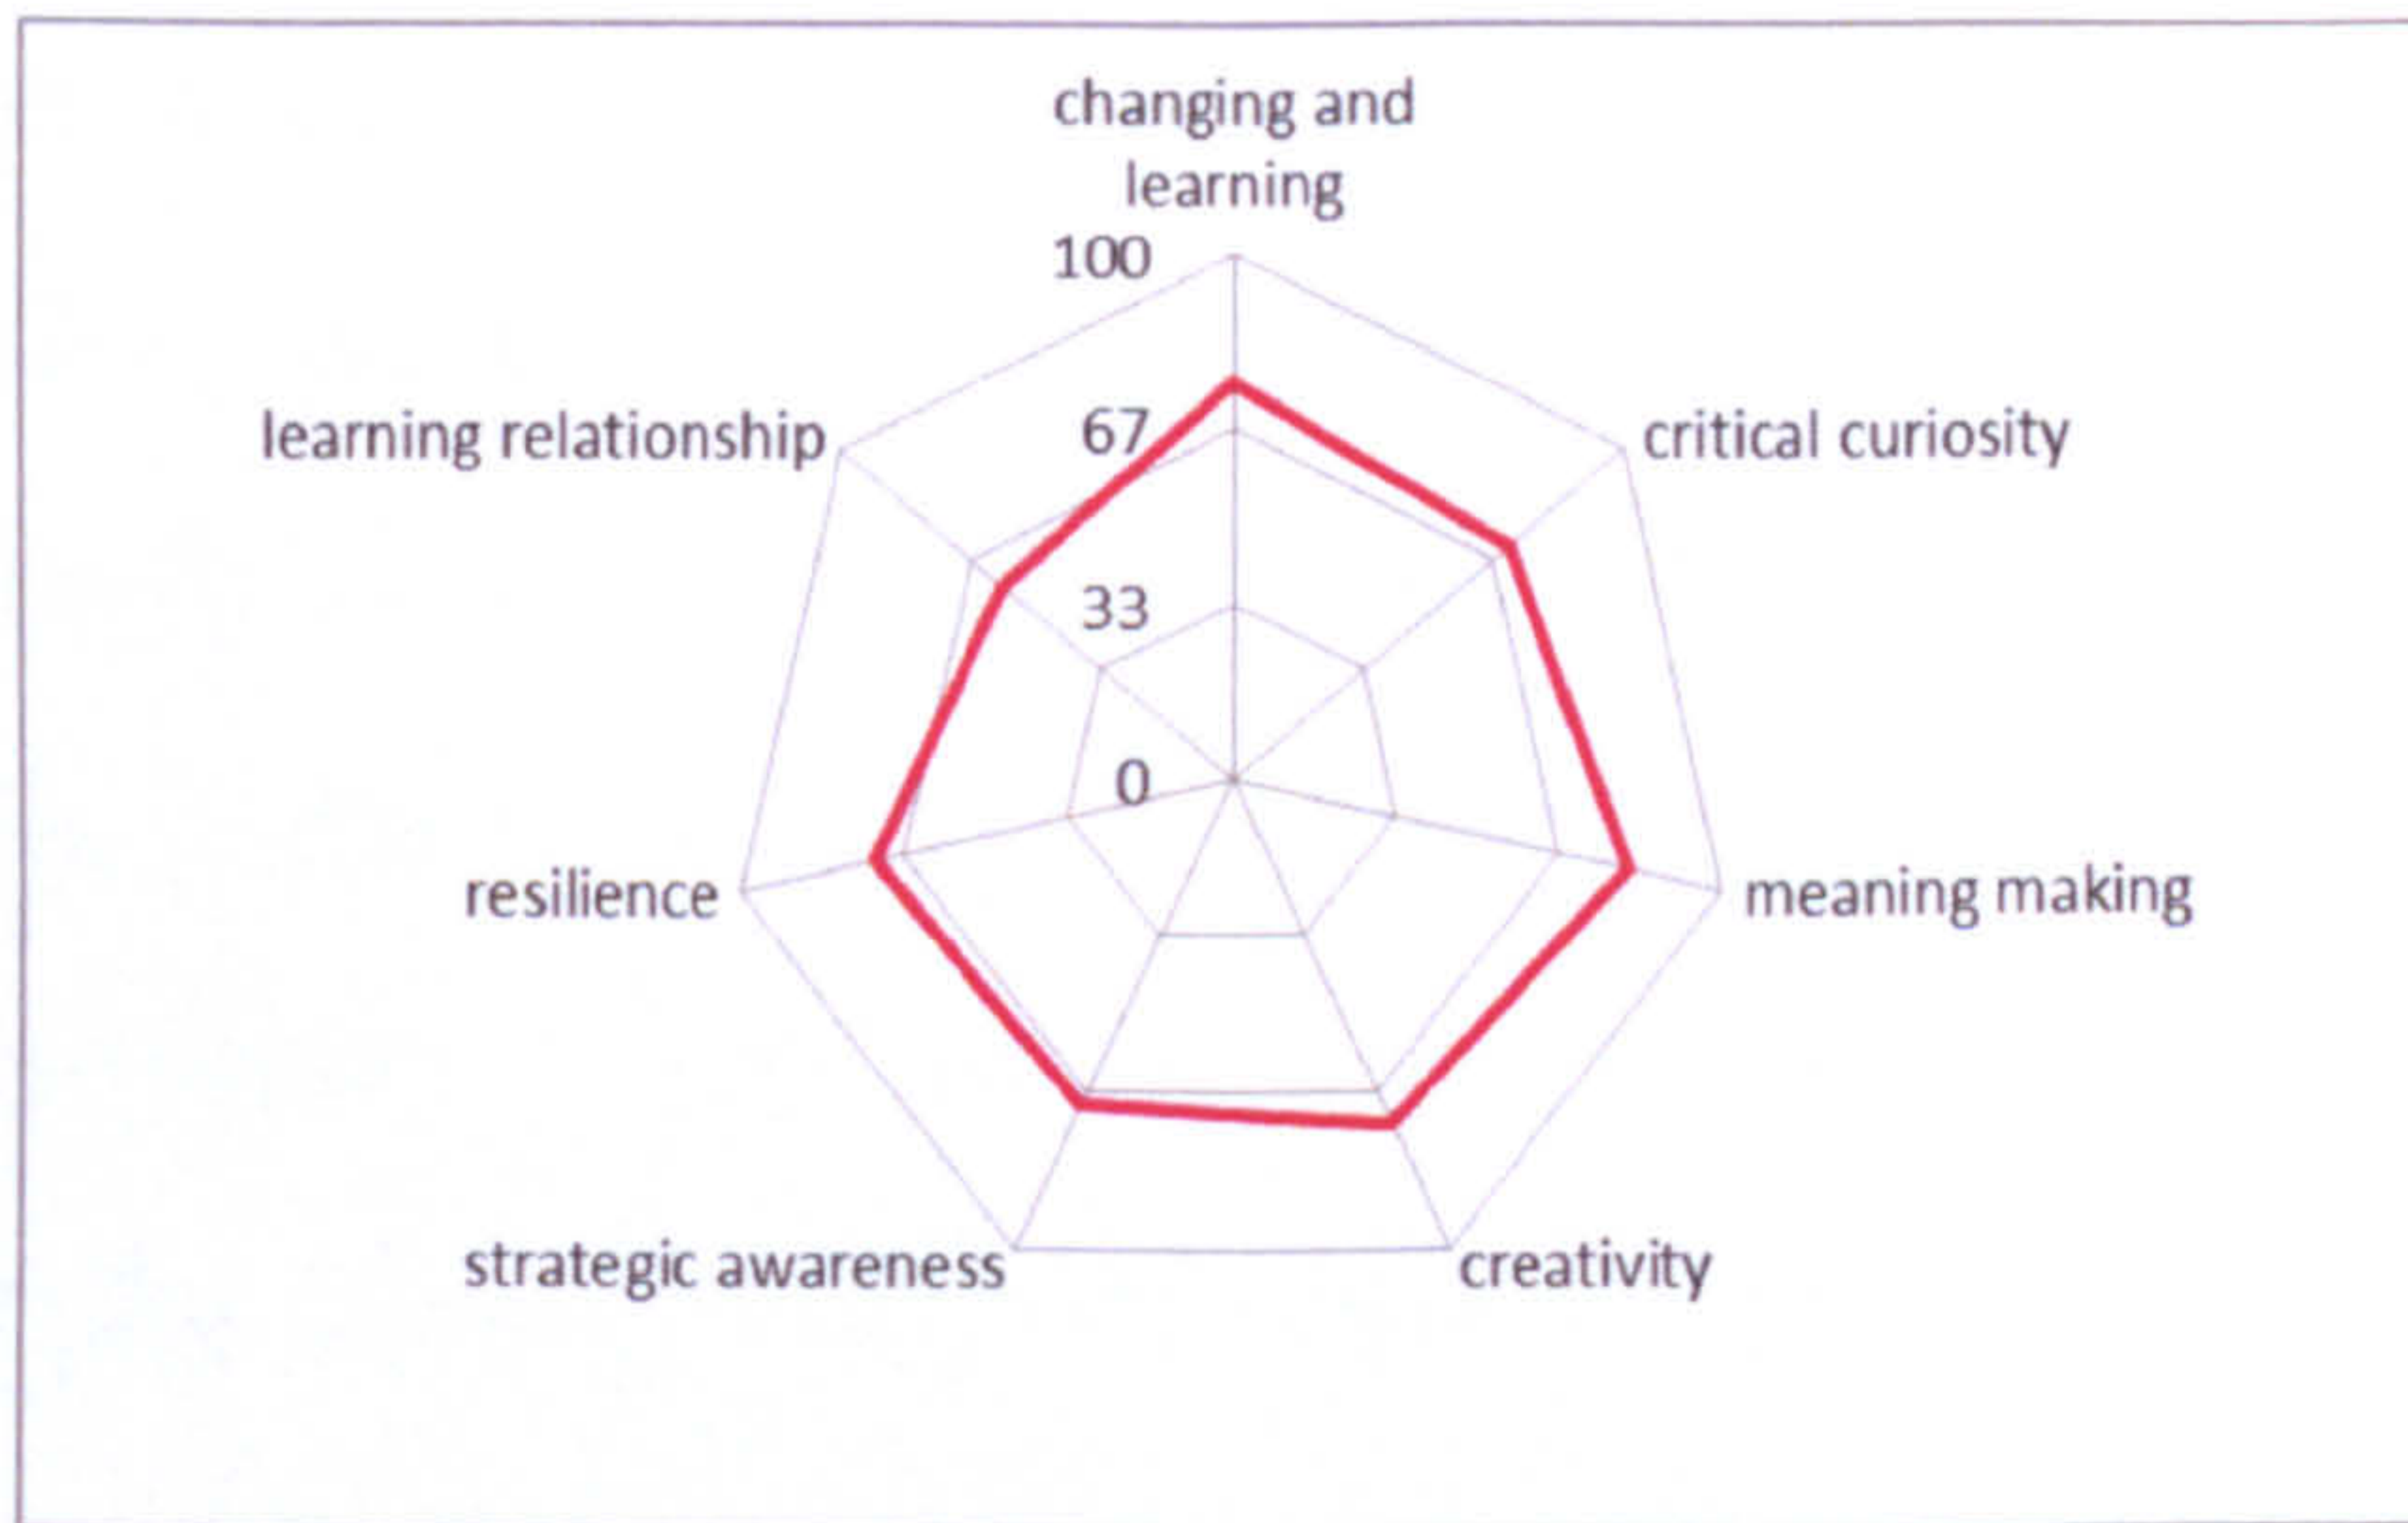 changing and
learning
100
learning relationship
67
critical curiosity
33
0
resilience
meaning making
strategic awareness
creativity